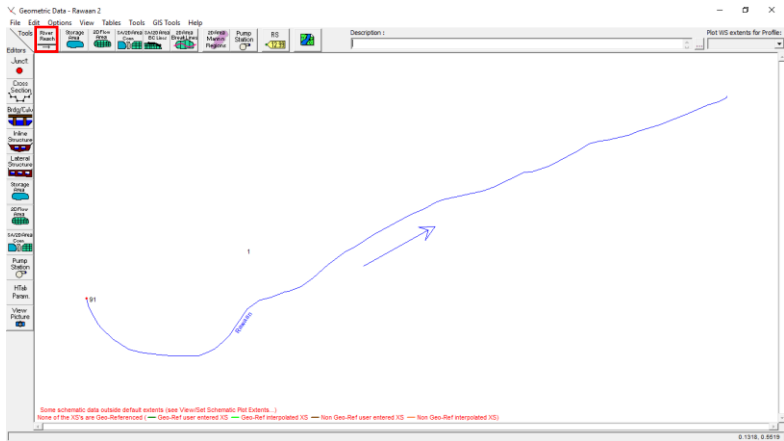 Geometric Data - Rawaan 2
File Edit Options View Tables Tools GIS Tools Help
Tools
River
Reach
Storage
Area
2D Flow
Area
SA/2D Area
Conn
SA/2D Area
BC Lines
2D Area
Break Lines
2D Area
Mann n
Regions
Pump
Station
RS
Description :
Plot WS extents for Profile:
Editors
Junct.
Cross
Section
Brdg/Culv
Inline
Structure
Lateral
Structure
Storage
Area
2D Flow
Area
SA/2D Area
Conn
Pump
Station
HTab
Param.
View
Picture
1
91
Rawaan
Some schematic data outside default extents (see View/Set Schematic Plot Extents...)
None of the XS's are Geo-Referenced ( — Geo-Ref user entered XS — Geo-Ref interpolated XS — Non Geo-Ref user entered XS — Non Geo-Ref interpolated XS)
0.1318, 0.5519